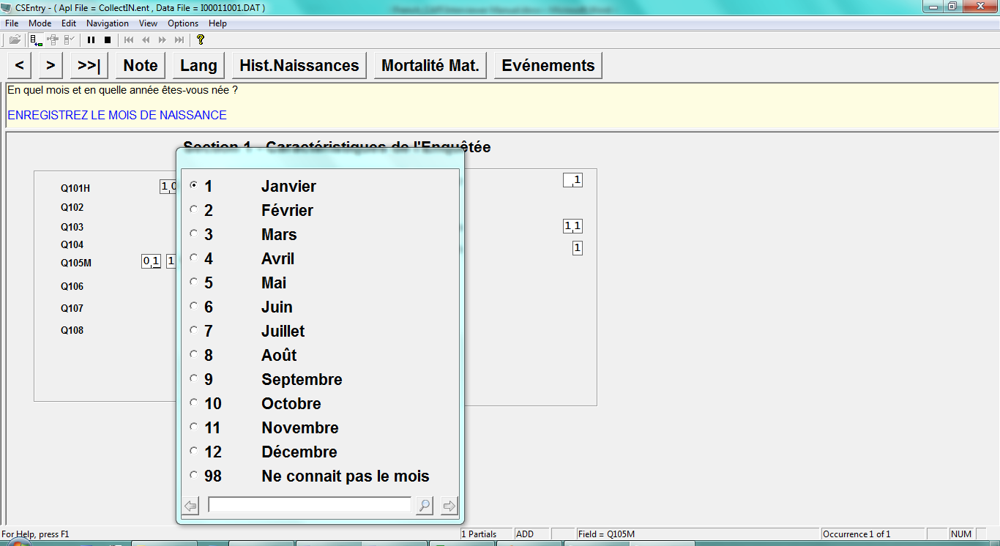 CSEntry - ( Apl File = CollectIN.ent , Data File = I00011001.DAT )
File Mode Edit Navigation View Options Help
< > >>| Note Lang Hist.Naissances Mortalité Mat. Evénements
En quel mois et en quelle année êtes-vous née ?
ENREGISTREZ LE MOIS DE NAISSANCE
Section 1 - Caractéristiques de l'Enquêtée
Q101H 1 0
Q102
Q103
Q104
Q105M 0 1 1
Q106
Q107
Q108
1 Janvier
2 Février
3 Mars
4 Avril
5 Mai
6 Juin
7 Juillet
8 Août
9 Septembre
10 Octobre
11 Novembre
12 Décembre
98 Ne connait pas le mois
1
1 1
1
For Help, press F1 1 Partials ADD Field = Q105M Occurrence 1 of 1 NUM